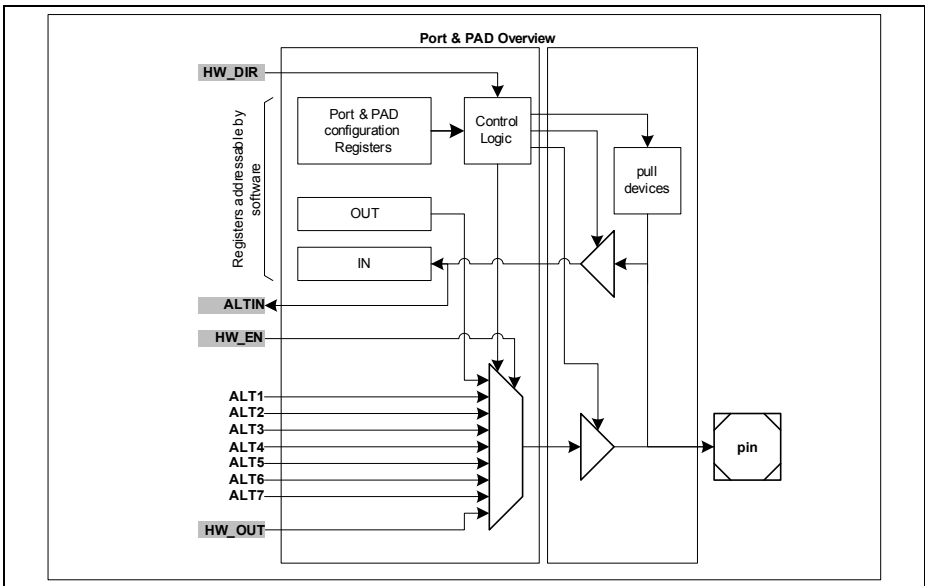 Port & PAD Overview
HW_DIR
Registers addressable by
software
Port & PAD
configuration
Registers
Control
Logic
pull
devices
OUT
IN
ALTIN
HW_EN
ALT1
ALT2
ALT3
ALT4
ALT5
ALT6
ALT7
HW_OUT
pin